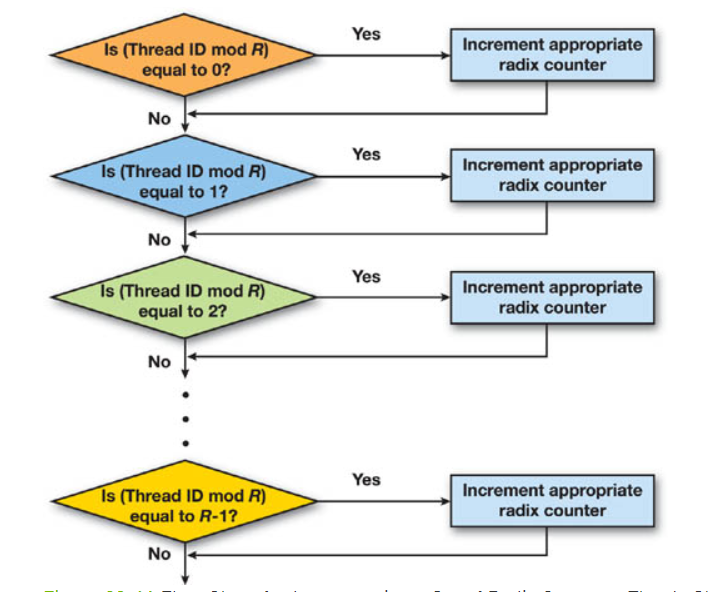 Is (Thread ID mod R)
equal to 0?
Yes
Increment appropriate
radix counter
No
Is (Thread ID mod R)
equal to 1?
Yes
Increment appropriate
radix counter
No
Is (Thread ID mod R)
equal to 2?
Yes
Increment appropriate
radix counter
No
Is (Thread ID mod R)
equal to R-1?
Yes
Increment appropriate
radix counter
No